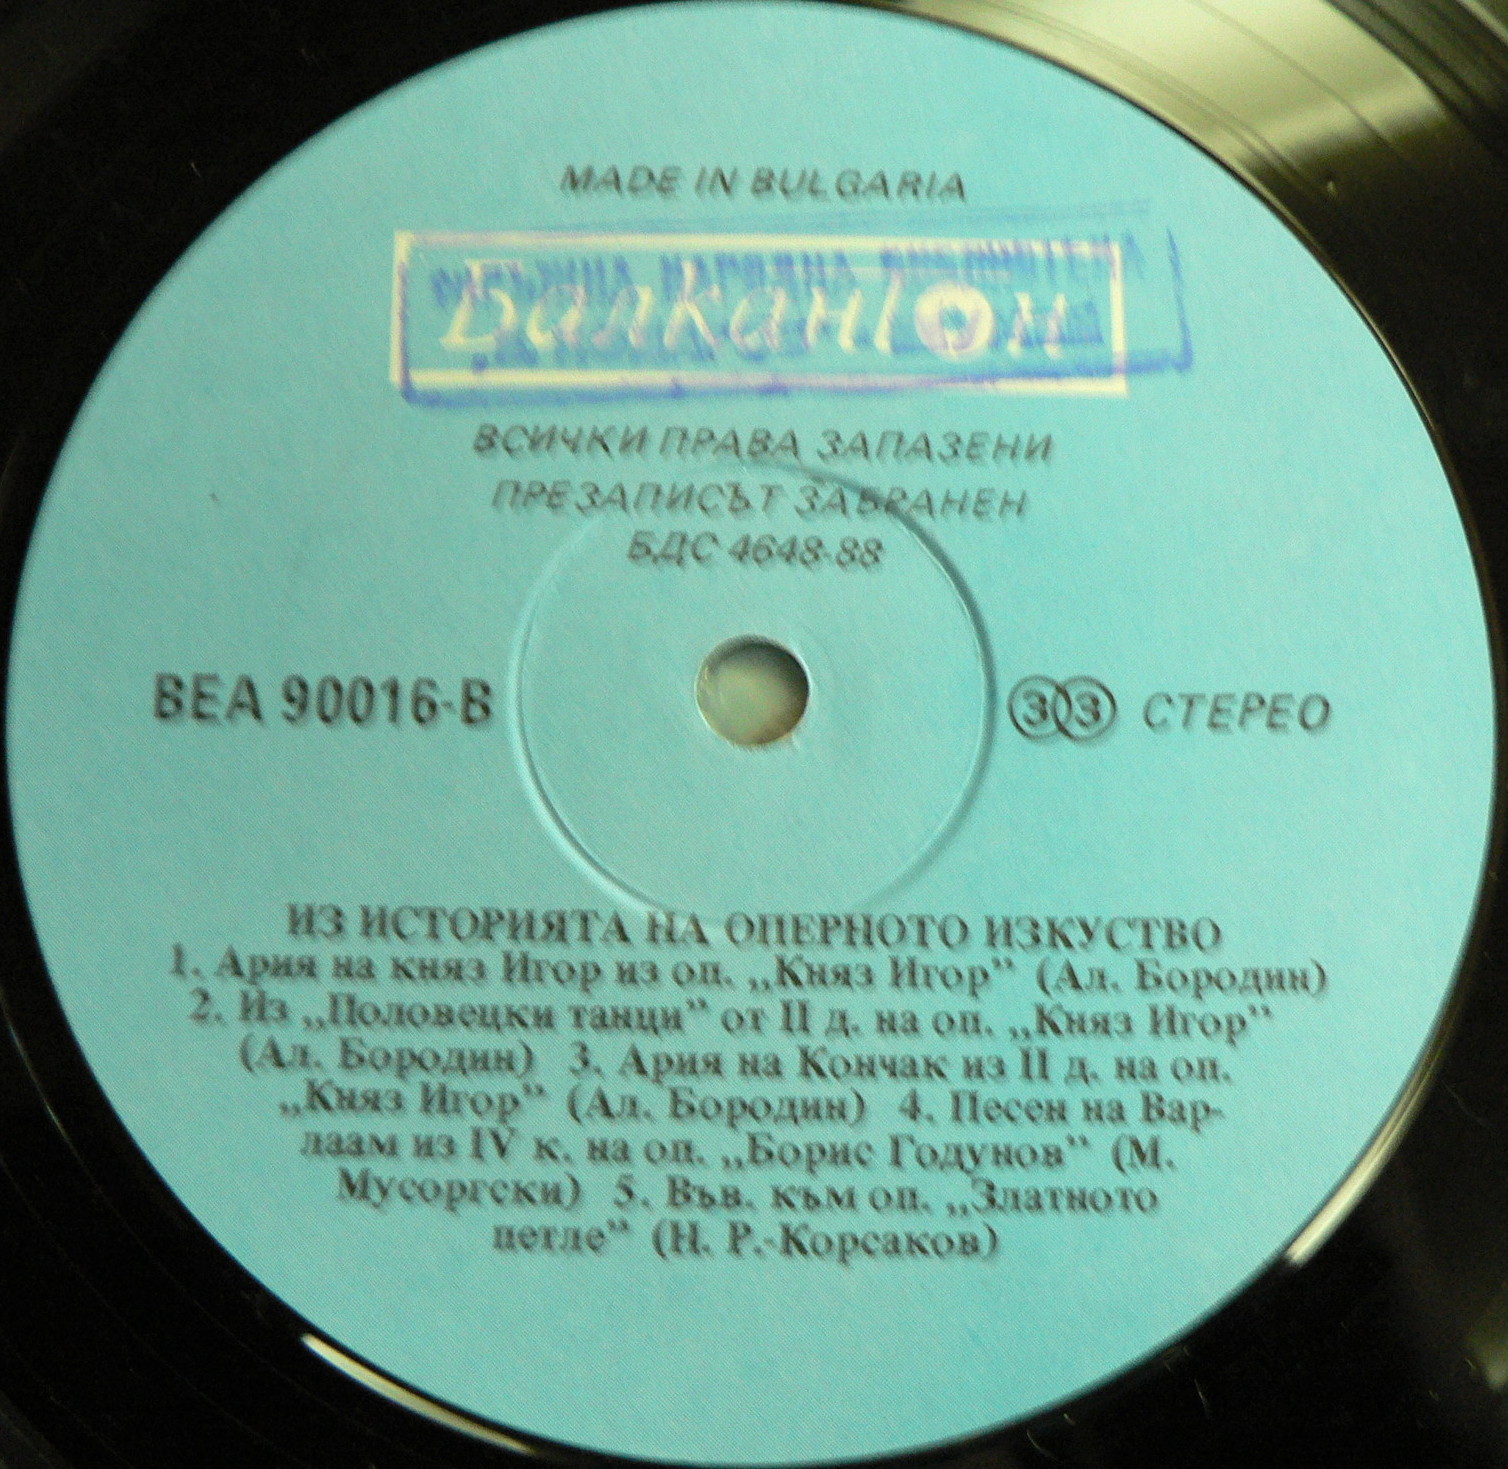 MADE IN BULGARIA
Балкантон
НАРОДНА
ВСИЧКИ ПРАВА ЗАПАЗЕНИ
ПРЕЗАПИСЪТ ЗАБРАНЕН
БДС 4648-88
ВЕА 90016-В
33 СТЕРЕО
ИЗ ИСТОРИЯТА НА ОПЕРНОТО ИЗКУСТВО
1. Ария на княз Игор из оп. „Княз Игор” (Ал. Бородин)
2. Из „Половецки танци” от II д. на оп. „Княз Игор”
(Ал. Бородин) 3. Ария на Кончак из II д. на оп.
„Княз Игор” (Ал. Бородин) 4. Песен на Вар-
лаам из IV к. на оп. „Борис Годунов” (М.
Мусоргски) 5. Във. към оп. „Златното
петле” (Н. Р.-Корсаков)